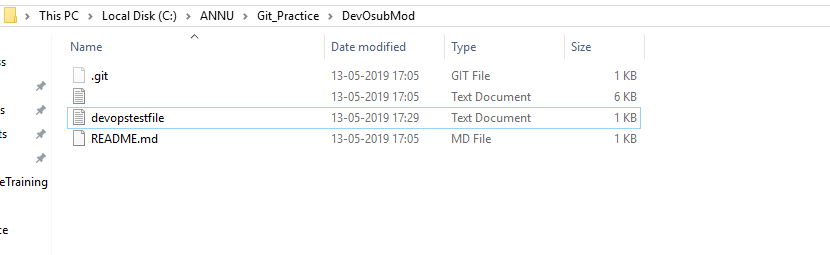 This PC > Local Disk (C:) > ANNU > Git_Practice > DevOsubMod
Name Date modified Type Size
.git 13-05-2019 17:05 GIT File 1 KB
13-05-2019 17:05 Text Document 6 KB
devopstestfile 13-05-2019 17:29 Text Document 1 KB
README.md 13-05-2019 17:05 MD File 1 KB
eTraining